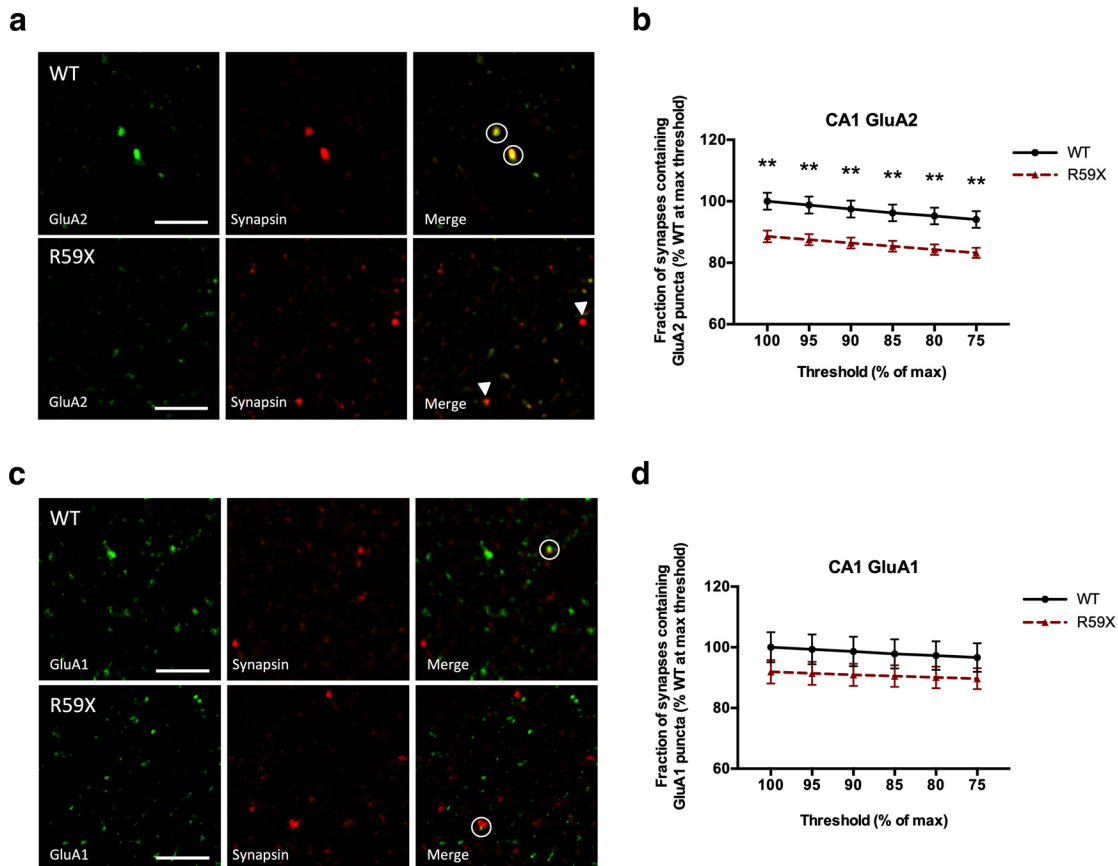 a
WT
GluA2
Synapsin
Merge
R59X
GluA2
Synapsin
Merge
b
CA1 GluA2
Fraction of synapses containing
GluA2 puncta (% WT at max threshold)
120
100
80
60
** ** ** ** ** **
100 95 90 85 80 75
Threshold (% of max)
WT
R59X
c
WT
GluA1
Synapsin
Merge
R59X
GluA1
Synapsin
Merge
d
CA1 GluA1
Fraction of synapses containing
GluA1 puncta (% WT at max threshold)
120
100
80
60
100 95 90 85 80 75
Threshold (% of max)
WT
R59X